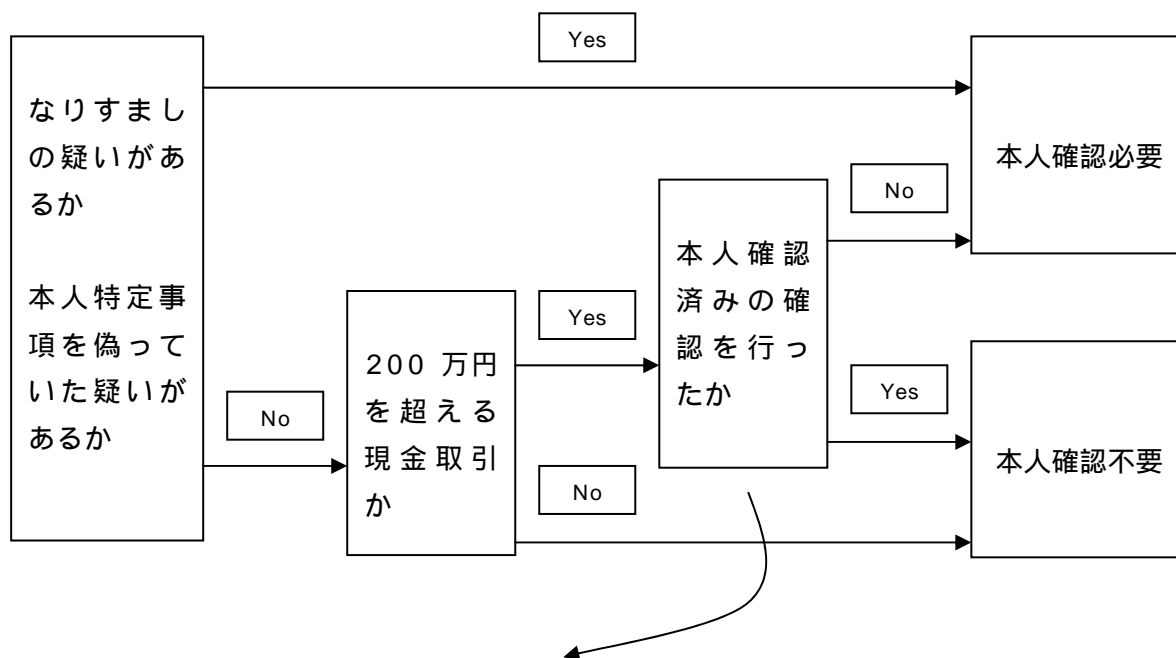 Yes
なりすまし
の疑いがあ
るか
本人特定事
項を偽って
いた疑いが
あるか
No
200 万円
を超える
現金取引
か
Yes
No
本人確認
済みの確
認を行っ
たか
No
Yes
本人確認必要
本人確認不要